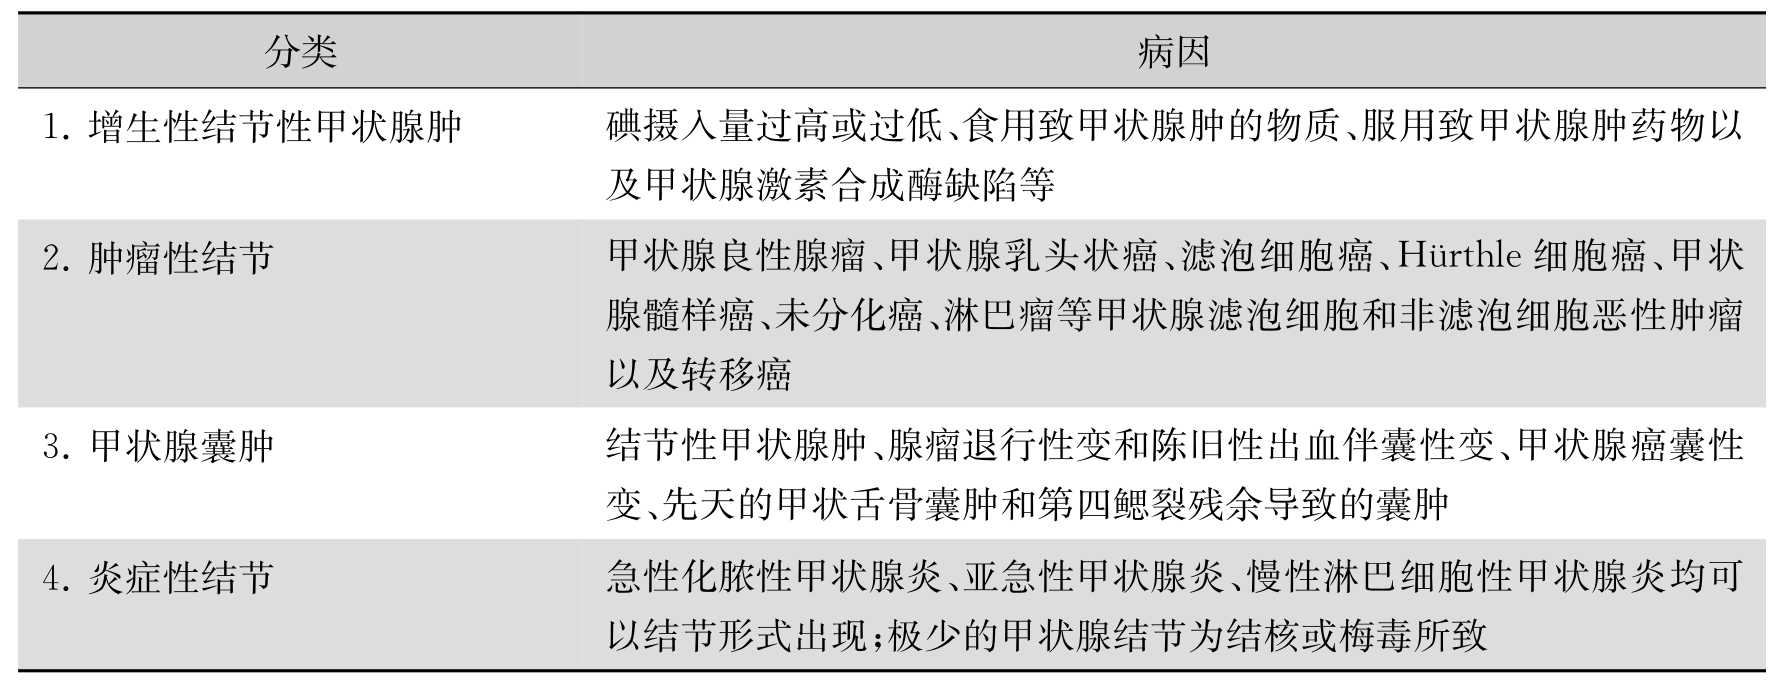 分类 病因
1. 增生性结节性甲状腺肿 碘摄入量过高或过低、食用致甲状腺肿的物质、服用致甲状腺肿药物以
及甲状腺激素合成酶缺陷等
2. 肿瘤性结节 甲状腺良性腺瘤、甲状腺乳头状癌、滤泡细胞癌、Hürthle 细胞癌、甲状
腺髓样癌、未分化癌、淋巴瘤等甲状腺滤泡细胞和非滤泡细胞恶性肿瘤
以及转移癌
3. 甲状腺囊肿 结节性甲状腺肿、腺瘤退行性变和陈旧性出血伴囊性变、甲状腺癌囊性
变、先天的甲状舌骨囊肿和第四鳃裂残余导致的囊肿
4. 炎症性结节 急性化脓性甲状腺炎、亚急性甲状腺炎、慢性淋巴细胞性甲状腺炎均可
以结节形式出现；极少的甲状腺结节为结核或梅毒所致